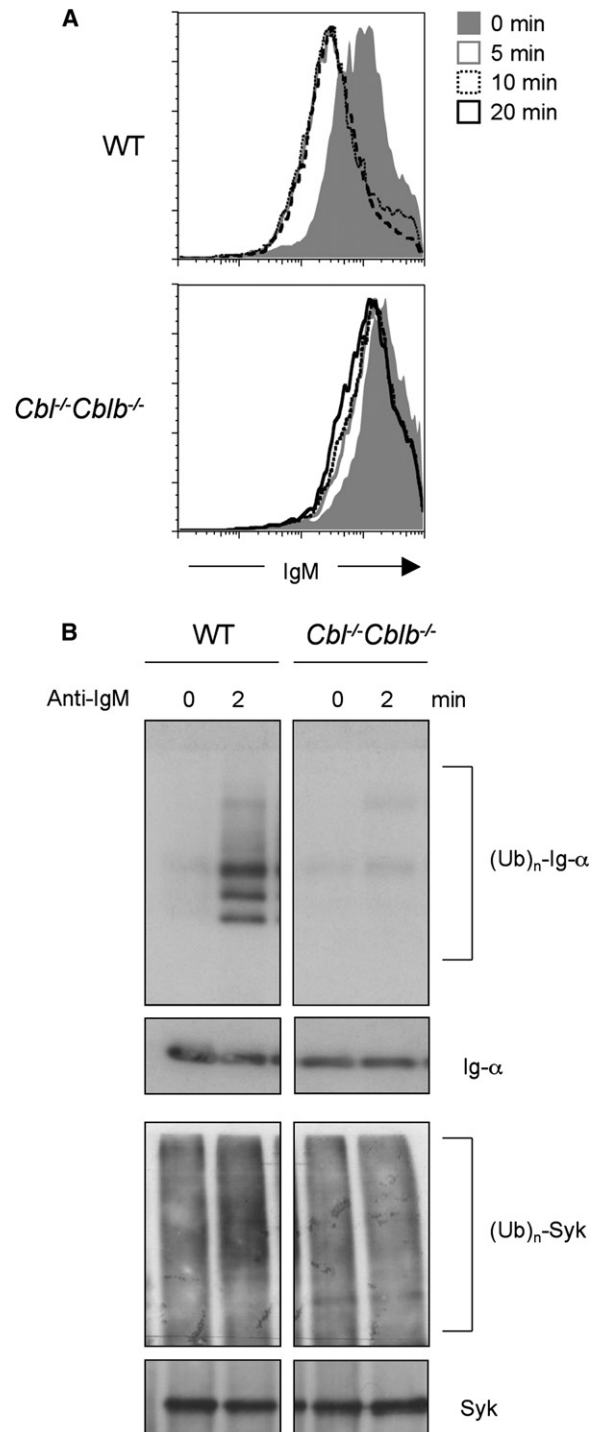 A
0 min
5 min
10 min
20 min
WT
Cbl-/-Cblb-/-
IgM
B
WT Cbl-/-Cblb-/-
Anti-IgM 0 2 0 2 min
(Ub)n-Ig-α
Ig-α
(Ub)n-Syk
Syk